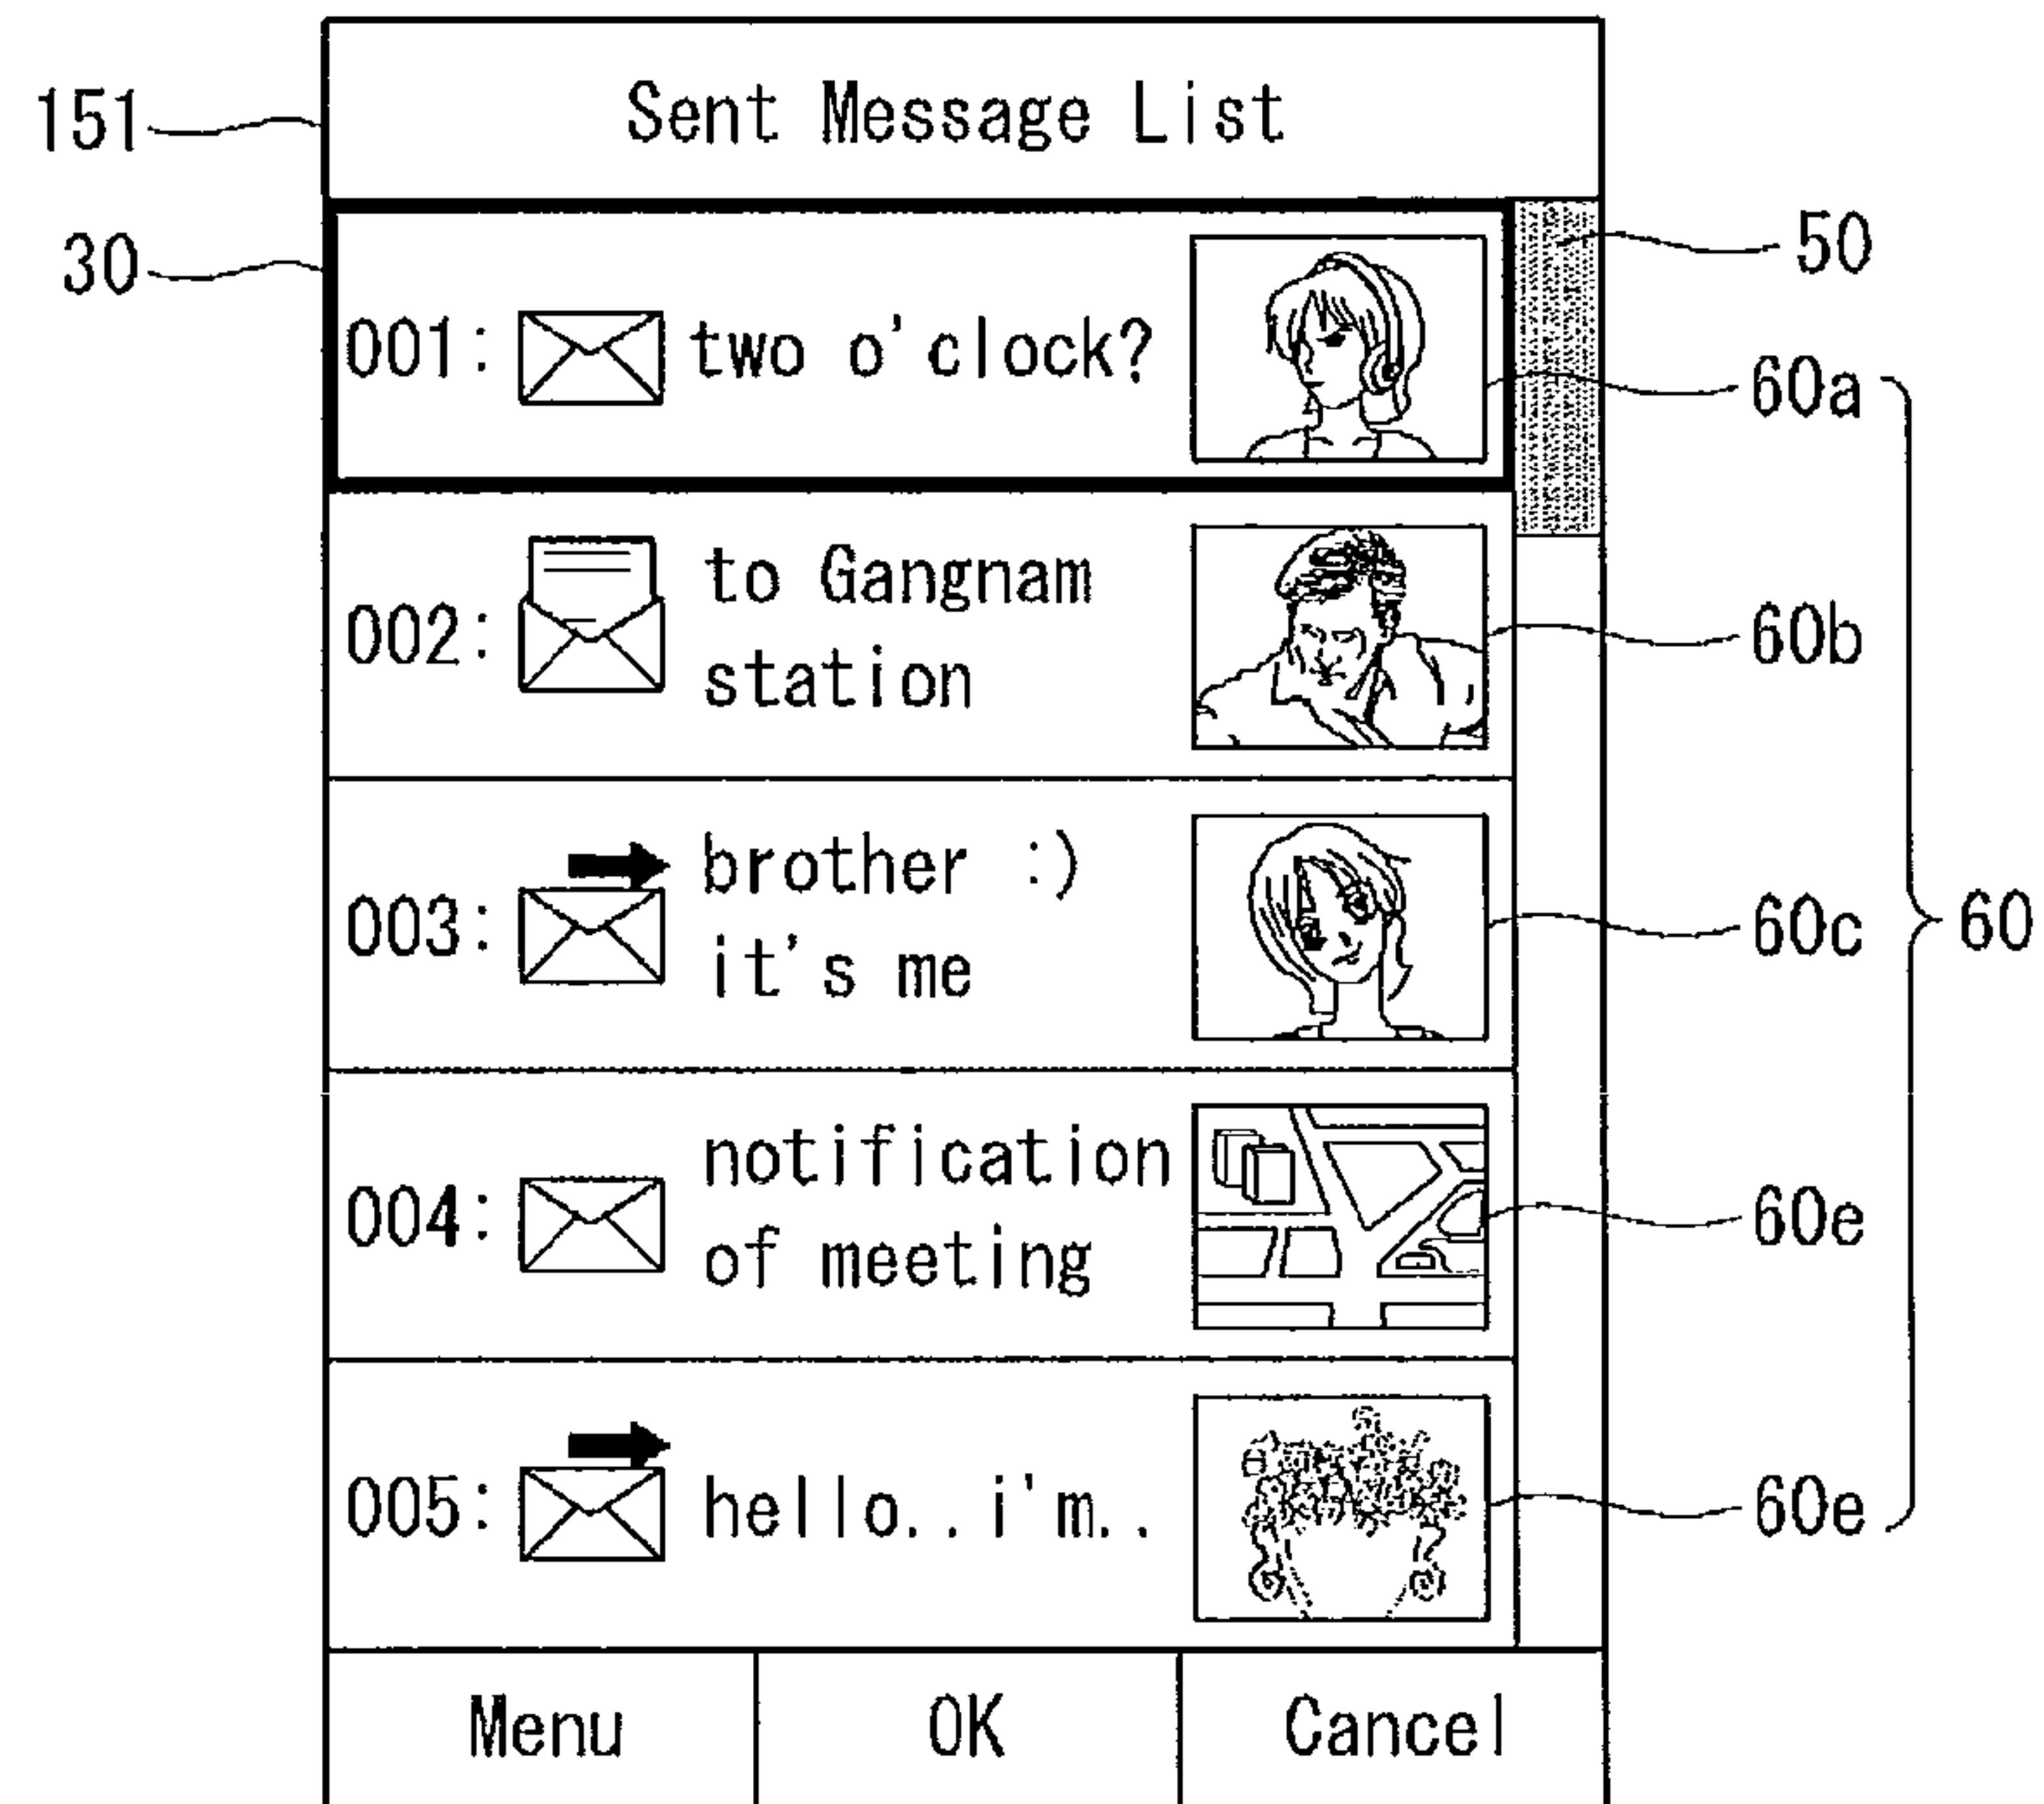 Sent Message List
151
30
50
001: two o'clock?
60a
002: to Gangnam
station
60b
003: brother :)
it's me
60c
60
004: notification
of meeting
60e
005: hello..i'm..
60e
Menu OK Cancel